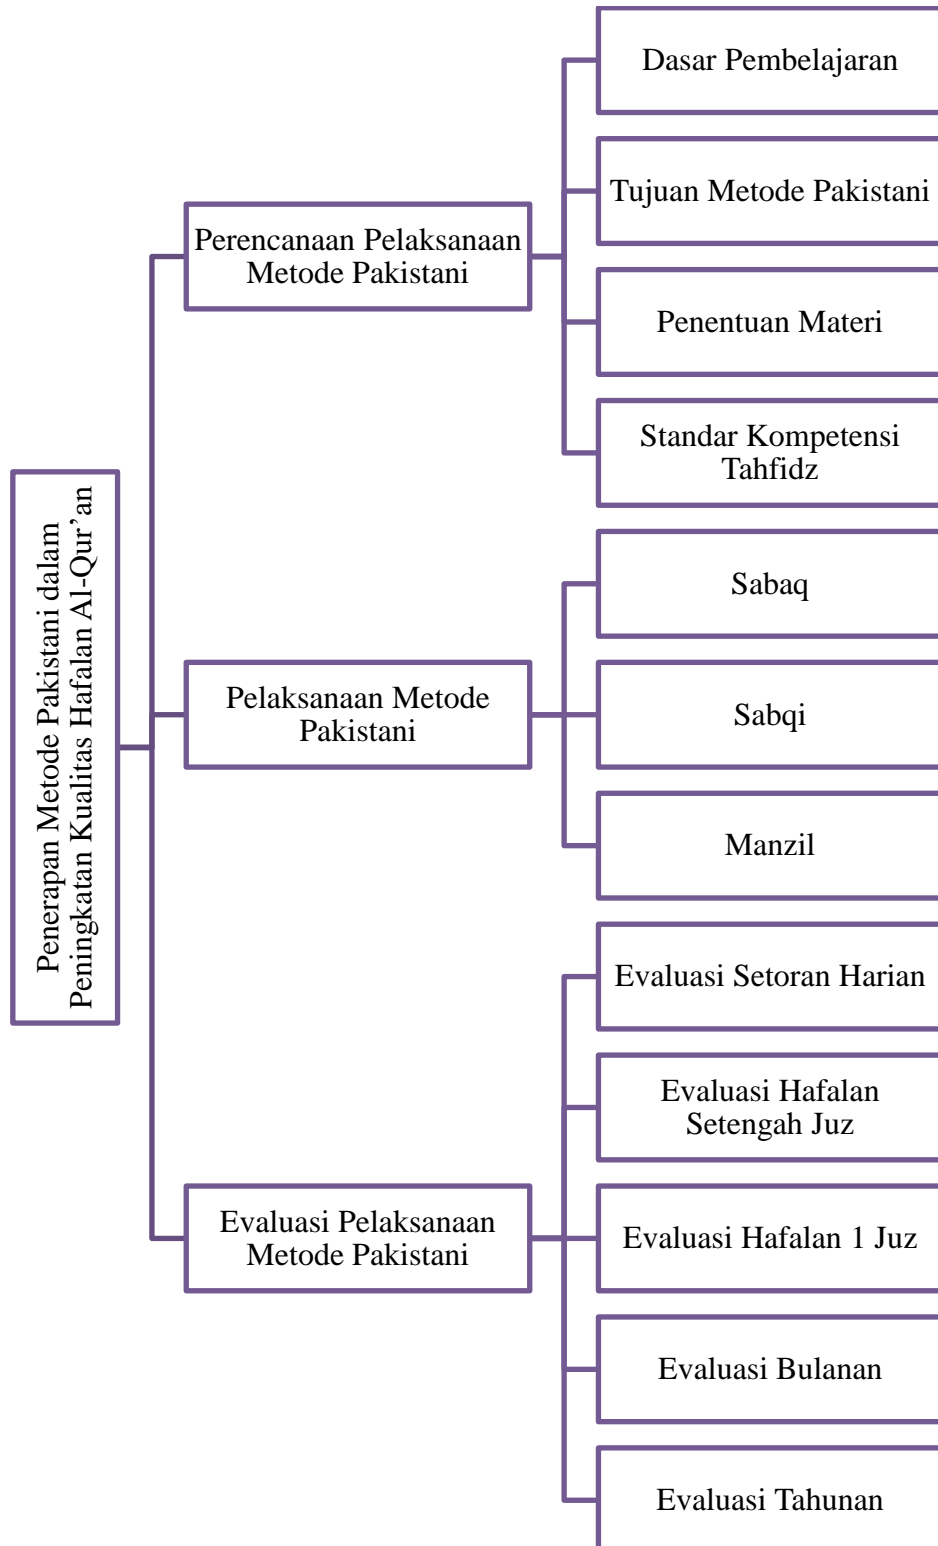 Penerapan Metode Pakistani dalam
Peningkatan Kualitas Hafalan Al-Qur’an
Perencanaan Pelaksanaan
Metode Pakistani
Dasar Pembelajaran
Tujuan Metode Pakistani
Penentuan Materi
Standar Kompetensi
Tahfidz
Pelaksanaan Metode
Pakistani
Sabaq
Sabqi
Manzil
Evaluasi Pelaksanaan
Metode Pakistani
Evaluasi Setoran Harian
Evaluasi Hafalan
Setengah Juz
Evaluasi Hafalan 1 Juz
Evaluasi Bulanan
Evaluasi Tahunan